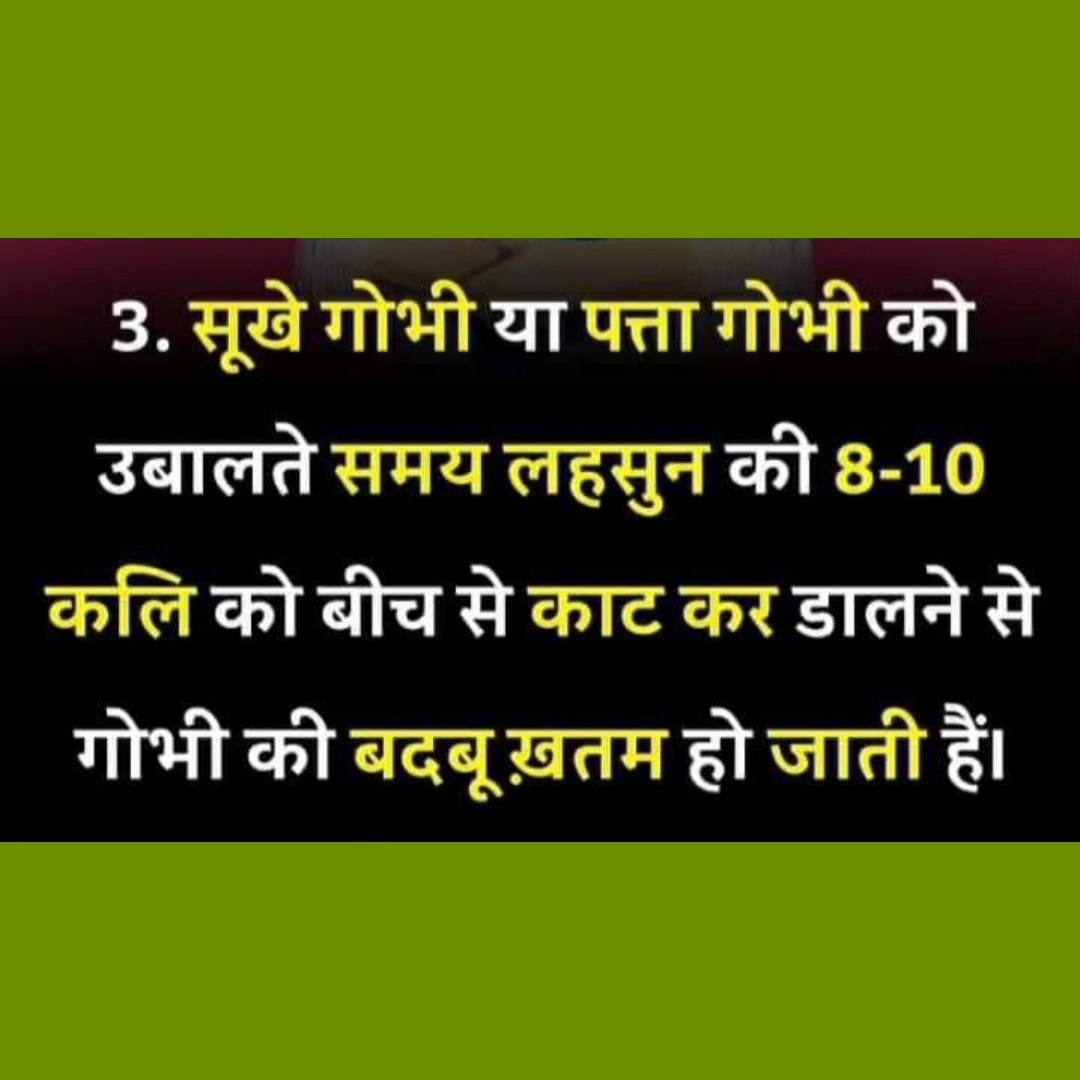 3. सूखे गोभी या पत्ता गोभी को
उबालते समय लहसुन की 8-10
कलि को बीच से काट कर डालने से
गोभी की बदबू ख़तम हो जाती हैं।